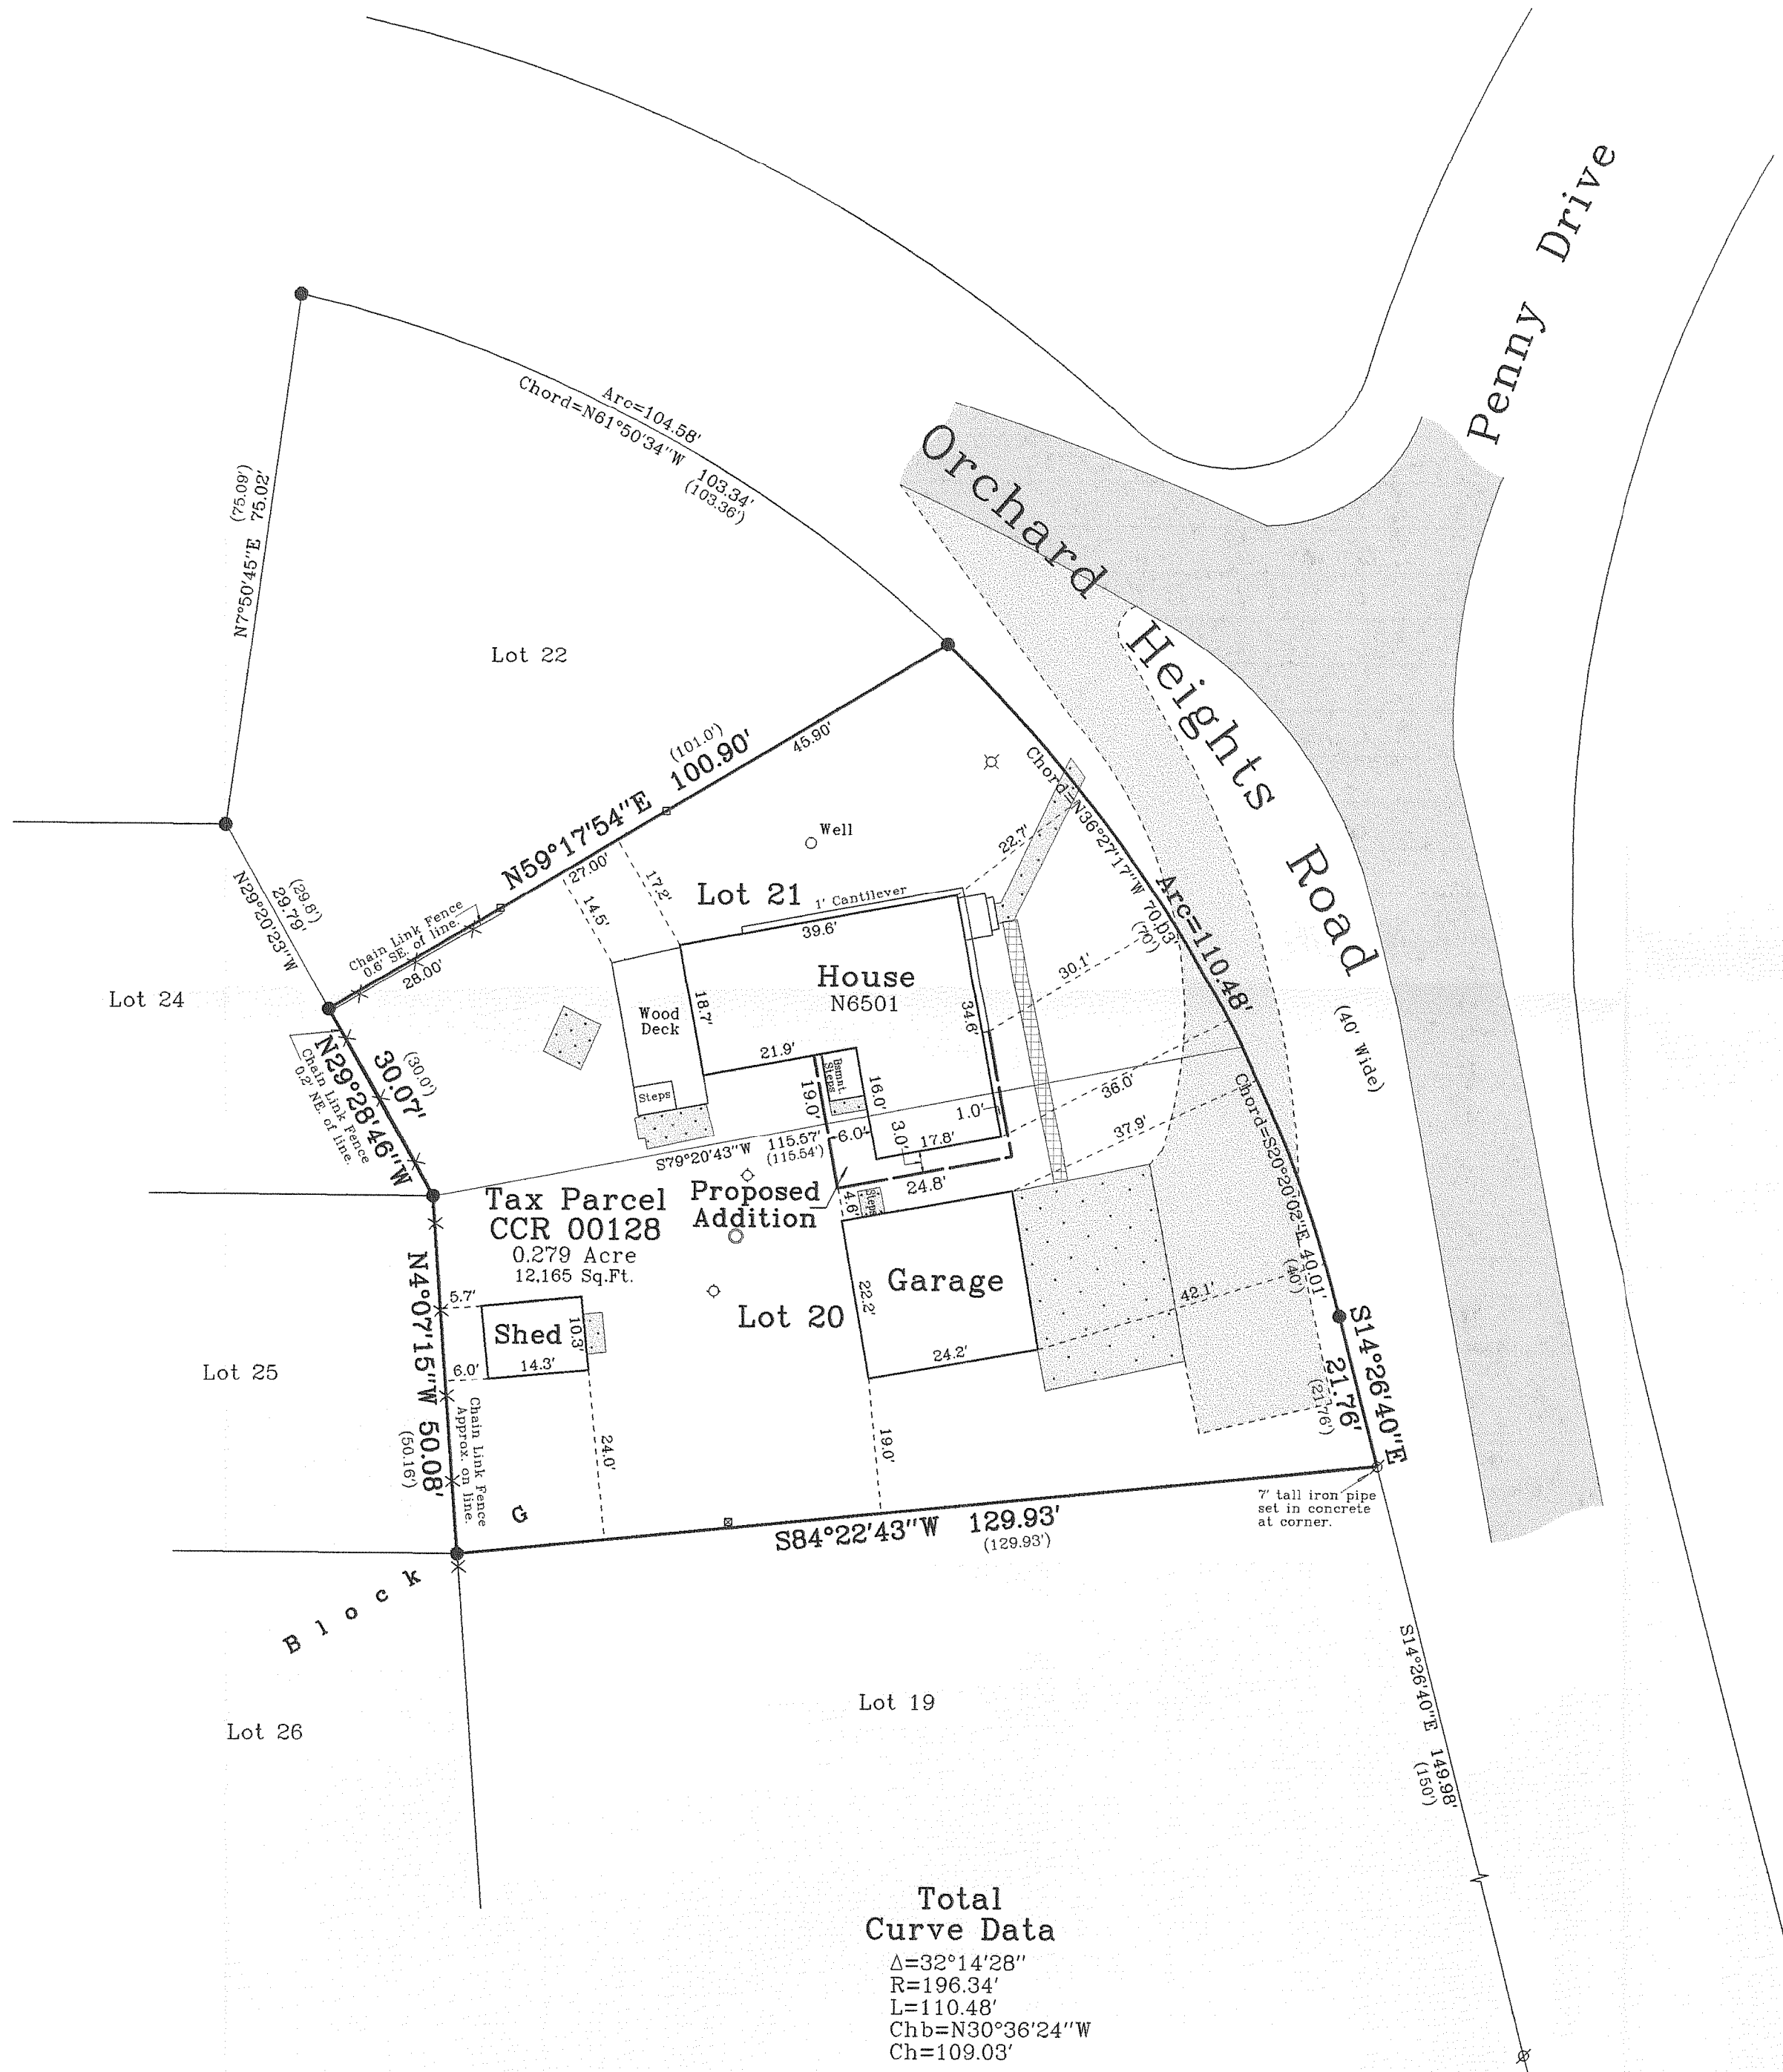 Penny Drive
Orchard Heights Road
(40' Wide)
Arc=104.58'
Chord=N61°50'34"W 103.34'
(103.36')
(75.09')
N7°50'45"E 75.02'
Lot 22
(101.0')
N59°17'54"E 100.90'
45.90'
27.00'
28.00'
Chain Link Fence
0.6' SE. of line.
(29.8')
29.79'
N29°20'23"W
Lot 24
14.5'
17.2'
Well
Lot 21
1' Cantilever
39.6'
House
N6501
18.7'
Wood
Deck
Steps
21.9'
Bsmnt.
Steps
34.6'
22.7'
Chord=N36°27'17"W 70.03'
(70')
Arc=110.48'
30.1'
36.0'
37.9'
(30.0')
30.07'
N29°28'46"W
Chain Link Fence
0.2' NE. of line.
19.0'
16.0'
6.0'
3.0'
17.8'
1.0'
S79°20'43"W 115.57'
(115.54')
24.8'
Proposed
Addition
4.6'
Steps
Tax Parcel
CCR 00128
0.279 Acre
12,165 Sq.Ft.
Chord=S20°20'02"E 40.01'
(40')
Garage
22.2'
24.2'
42.1'
Lot 20
5.7'
Shed
10.3'
6.0'
14.3'
N4°07'15"W 50.08'
(50.16')
Chain Link Fence
Approx. on line.
Lot 25
24.0'
19.0'
S14°26'40"E
21.76'
(21.76')
7' tall iron pipe
set in concrete
at corner.
S84°22'43"W 129.93'
(129.93')
Block G
Lot 19
Lot 26
S14°26'40"E 149.98'
(150')
Total
Curve Data
Δ=32°14'28"
R=196.34'
L=110.48'
Chb=N30°36'24"W
Ch=109.03'